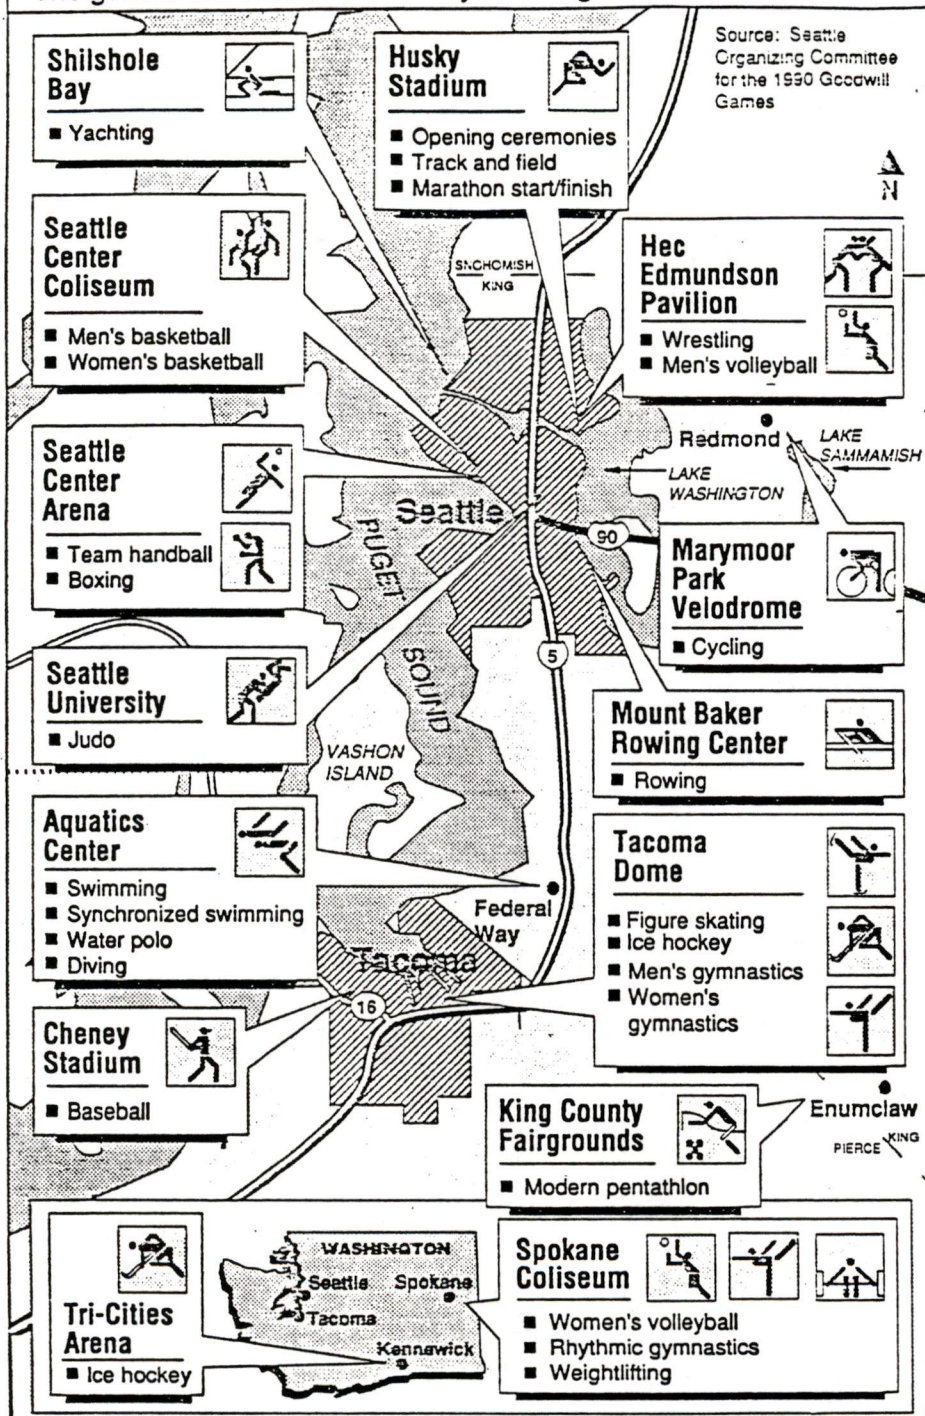 Shilshole
Bay
■ Yachting
Husky
Stadium
■ Opening ceremonies
■ Track and field
■ Marathon start/finish
Source: Seattle
Organizing Committee
for the 1990 Goodwill
Games
N
Seattle
Center
Coliseum
■ Men's basketball
■ Women's basketball
SNOHOMISH
KING
Hec
Edmundson
Pavilion
■ Wrestling
■ Men's volleyball
Redmond
LAKE
SAMMAMISH
LAKE
WASHINGTON
Seattle
Center
Arena
■ Team handball
■ Boxing
Seattle
PUGET
SOUND
90
5
Marymoor
Park
Velodrome
■ Cycling
Seattle
University
■ Judo
VASHON
ISLAND
Mount Baker
Rowing Center
■ Rowing
Aquatics
Center
■ Swimming
■ Synchronized swimming
■ Water polo
■ Diving
Federal
Way
Tacoma
16
Tacoma
Dome
■ Figure skating
■ Ice hockey
■ Men's gymnastics
■ Women's
gymnastics
Cheney
Stadium
■ Baseball
King County
Fairgrounds
■ Modern pentathlon
Enumclaw
PIERCE
KING
Tri-Cities
Arena
■ Ice hockey
WASHINGTON
Seattle
Spokane
Tacoma
Kennewick
Spokane
Coliseum
■ Women's volleyball
■ Rhythmic gymnastics
■ Weightlifting